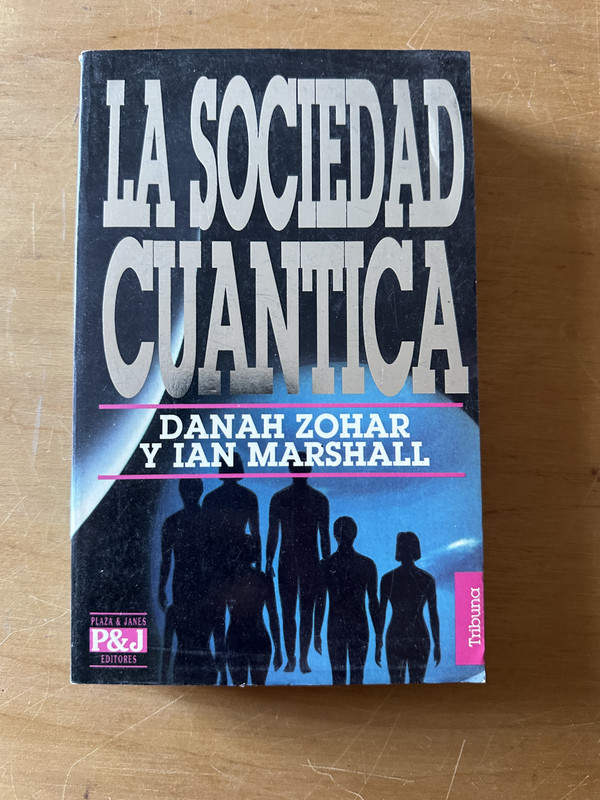 LA SOCIEDAD
CUANTICA
DANAH ZOHAR
Y IAN MARSHALL
PLAZA & JANES
P&J
EDITORES
Tribuna